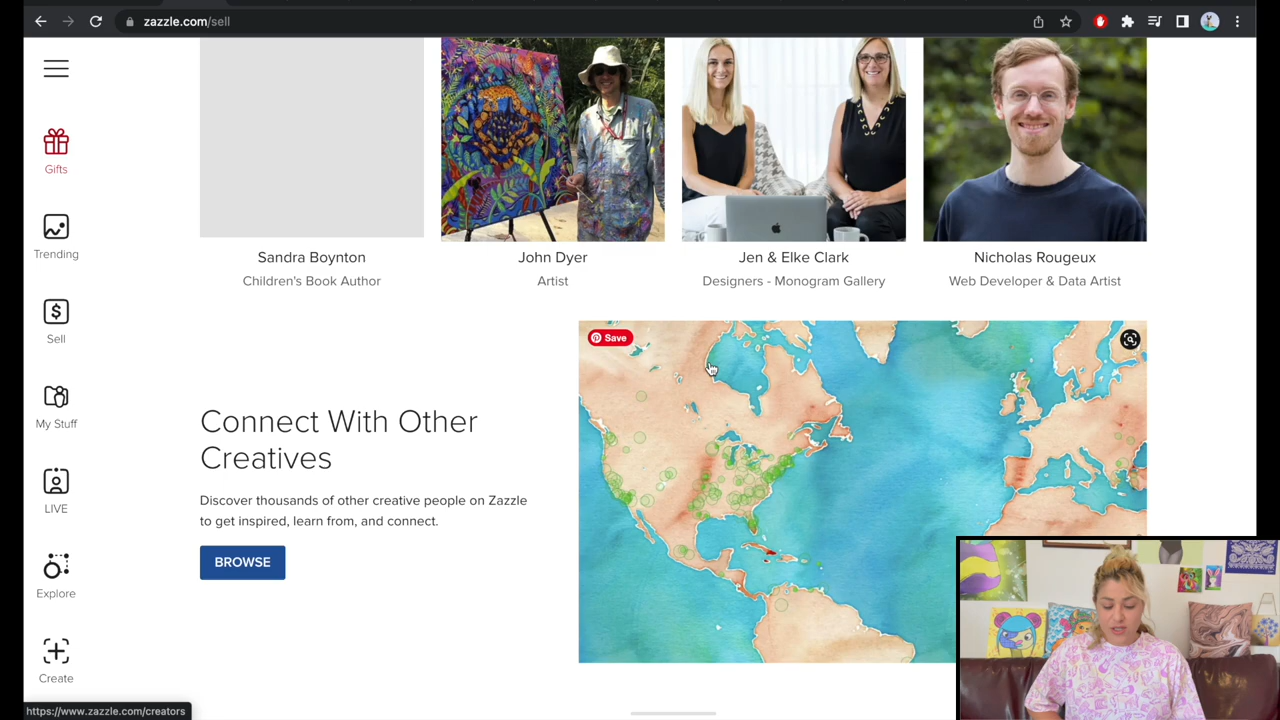 zazzle.com/sell
Gifts
Trending
Sell
My Stuff
LIVE
Explore
Create
Sandra Boynton
Children's Book Author
John Dyer
Artist
Jen & Elke Clark
Designers - Monogram Gallery
Nicholas Rougeux
Web Developer & Data Artist
Save
Connect With Other
Creatives
Discover thousands of other creative people on Zazzle
to get inspired, learn from, and connect.
BROWSE
https://www.zazzle.com/creators